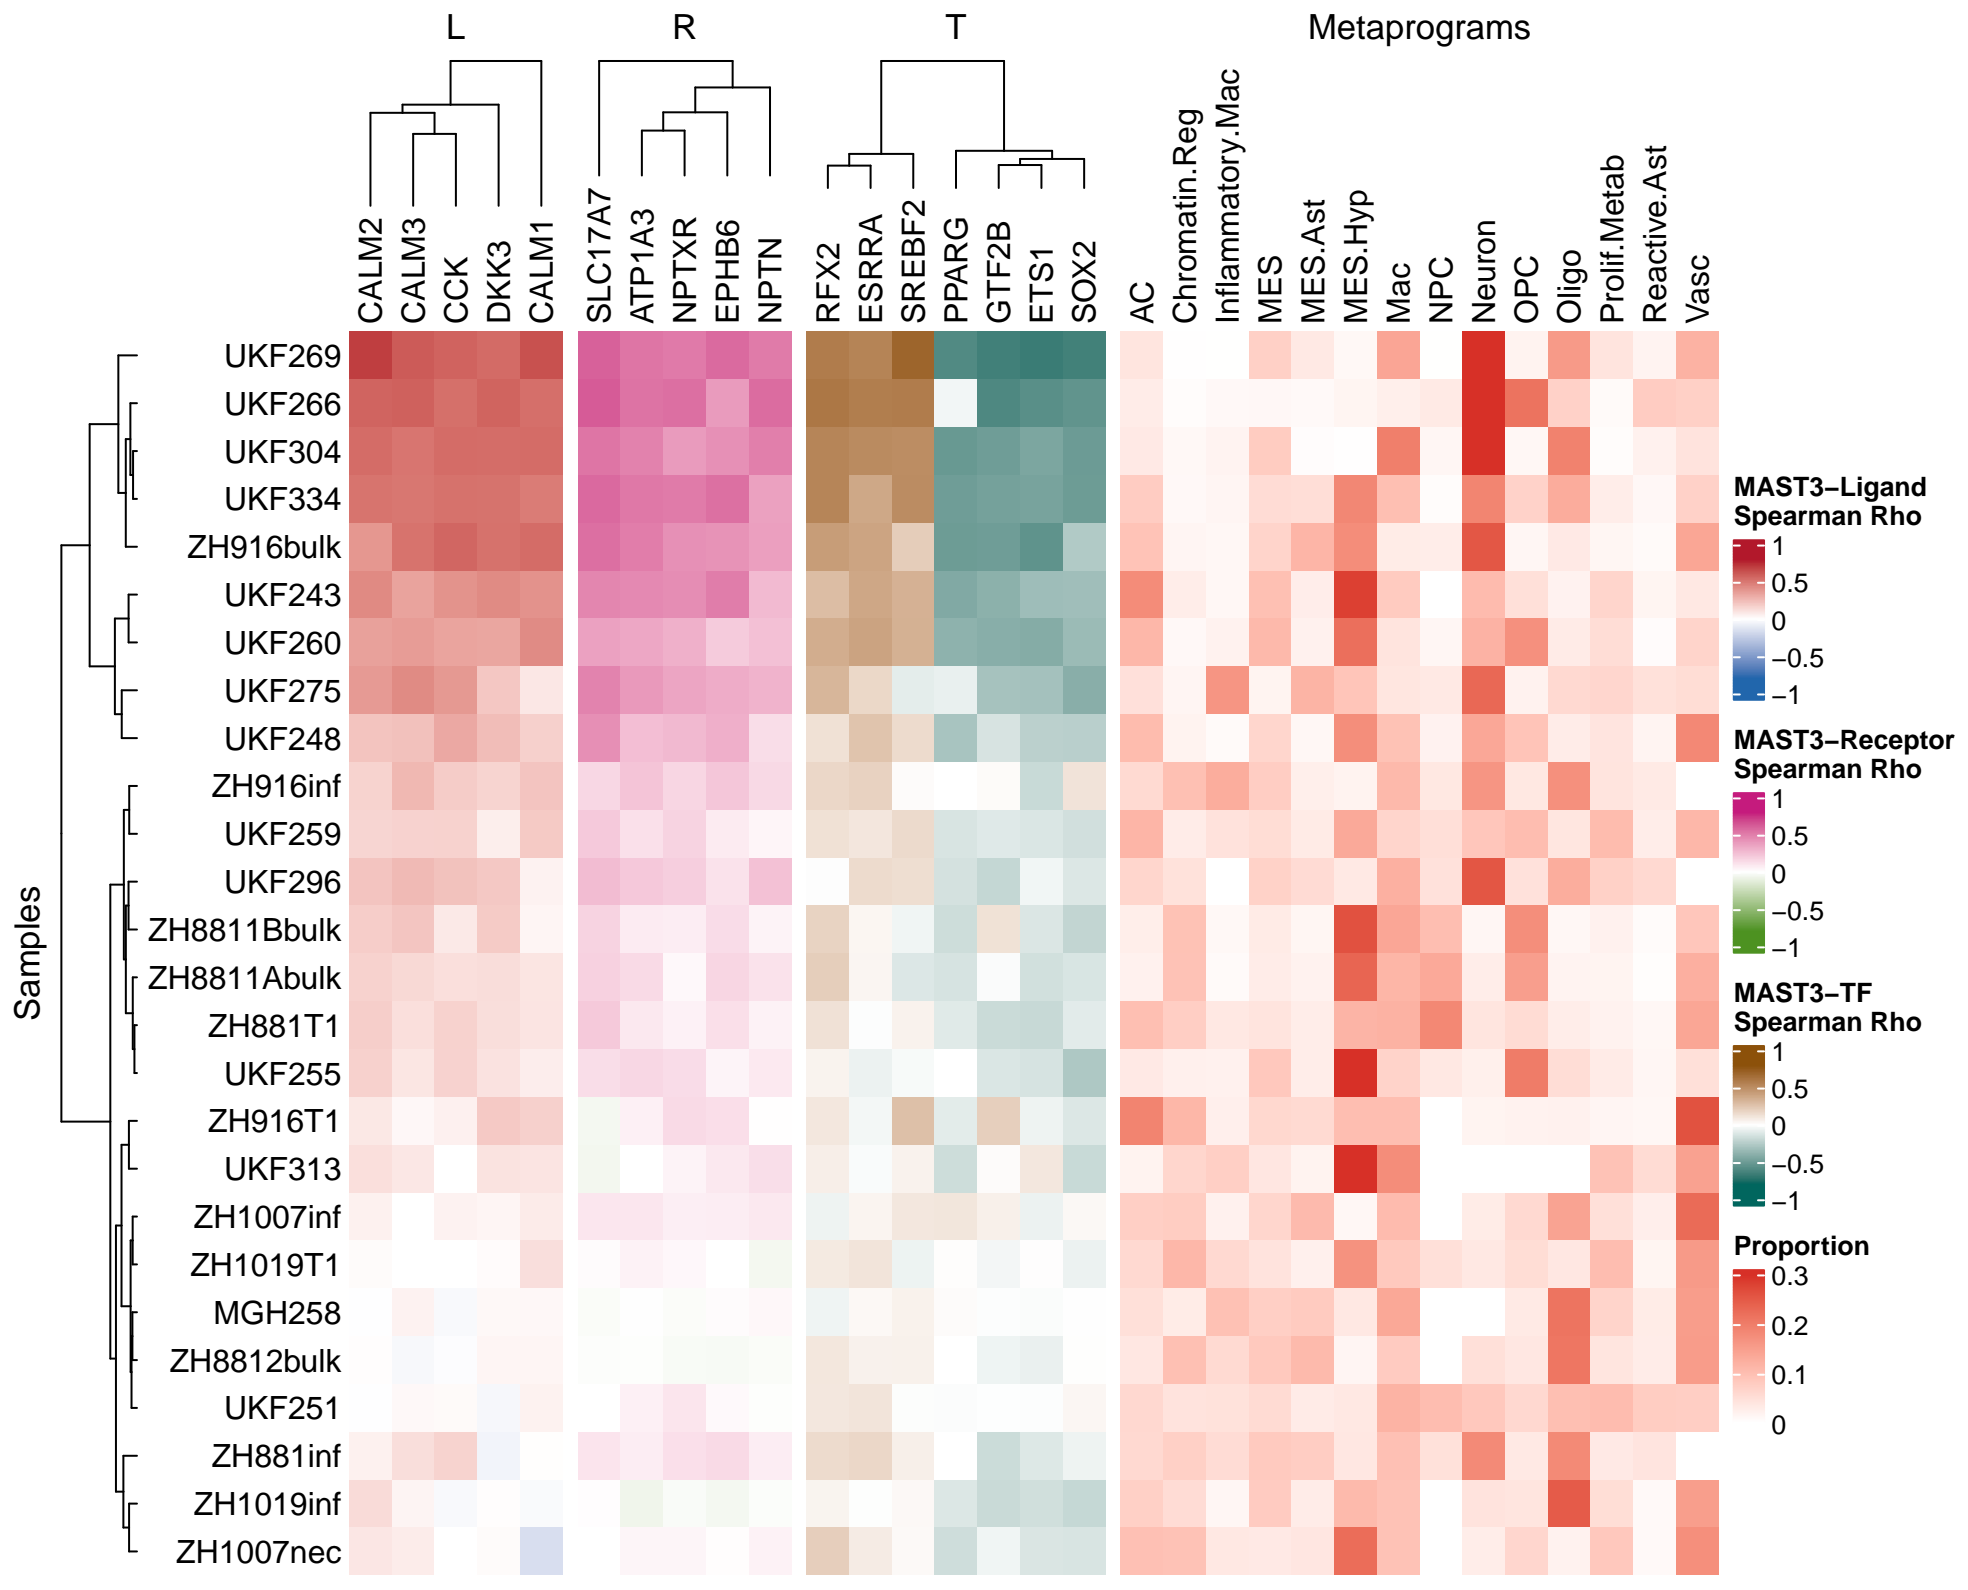 L R T Metaprograms
CALM2 CALM3 CCK DKK3 CALM1 SLC17A7 ATP1A3 NPTXR EPHB6 NPTN RFX2 ESRRA SREBF2 PPARG GTF2B ETS1 SOX2 AC Chromatin.Reg Inflammatory.Mac MES MES.Ast MES.Hyp Mac NPC Neuron OPC Oligo Prolif.Metab Reactive.Ast Vasc
Samples
UKF269
UKF266
UKF304
UKF334
ZH916bulk
UKF243
UKF260
UKF275
UKF248
ZH916inf
UKF259
UKF296
ZH8811Bbulk
ZH8811Abulk
ZH881T1
UKF255
ZH916T1
UKF313
ZH1007inf
ZH1019T1
MGH258
ZH8812bulk
UKF251
ZH881inf
ZH1019inf
ZH1007nec
MAST3−Ligand
Spearman Rho
1
0.5
0
−0.5
−1
MAST3−Receptor
Spearman Rho
1
0.5
0
−0.5
−1
MAST3−TF
Spearman Rho
1
0.5
0
−0.5
−1
Proportion
0.3
0.2
0.1
0